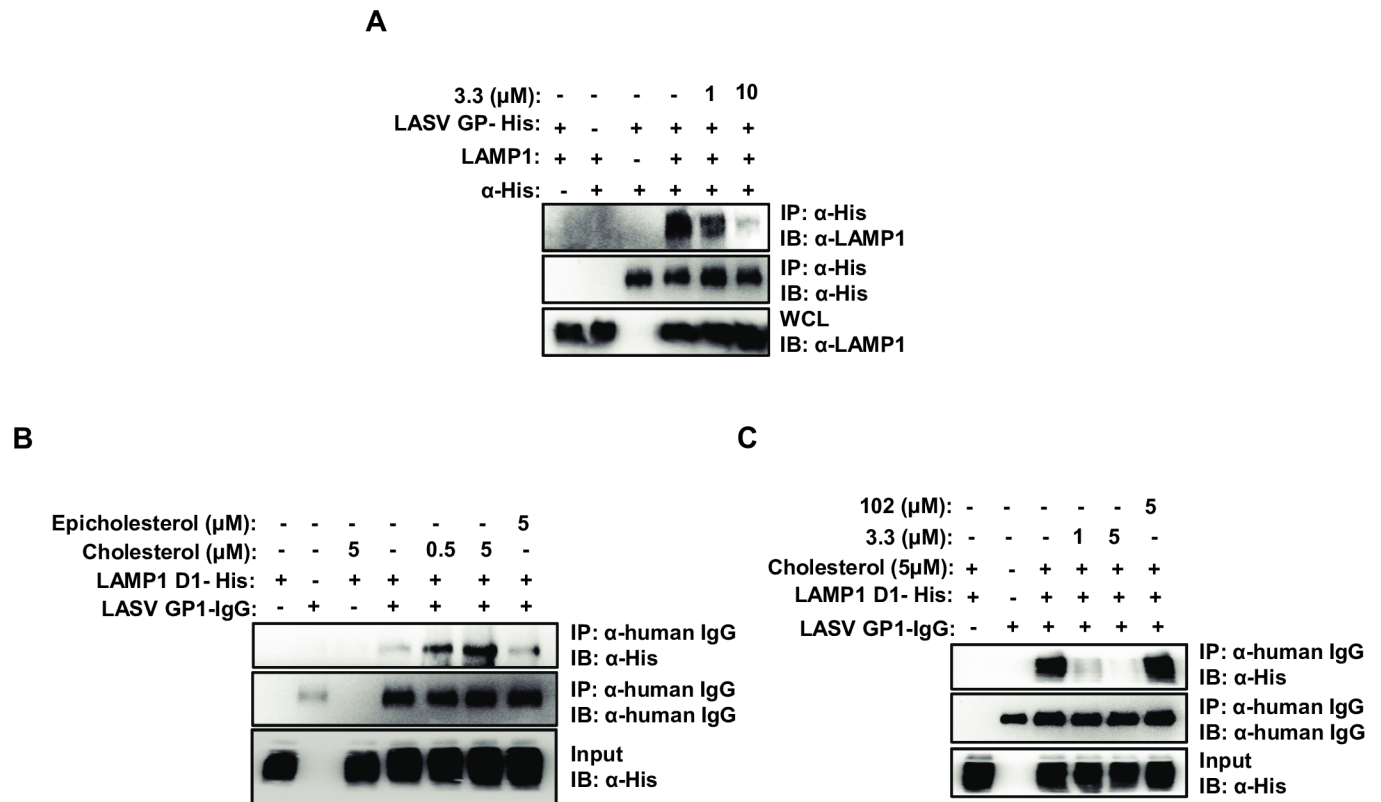 A
3.3 (µM): - - - - 1 10
LASV GP- His: + - + + + +
LAMP1: + + - + + +
α-His: - + + + + +
IP: α-His
IB: α-LAMP1
IP: α-His
IB: α-His
WCL
IB: α-LAMP1
B
Epicholesterol (µM): - - - - - - 5
Cholesterol (µM): - - 5 - 0.5 5 -
LAMP1 D1- His: + - + + + + +
LASV GP1-IgG: - + - + + + +
IP: α-human IgG
IB: α-His
IP: α-human IgG
IB: α-human IgG
Input
IB: α-His
C
102 (µM): - - - - - 5
3.3 (µM): - - - 1 5 -
Cholesterol (5µM): + - + + + +
LAMP1 D1- His: + - + + + +
LASV GP1-IgG: - + + + + +
IP: α-human IgG
IB: α-His
IP: α-human IgG
IB: α-human IgG
Input
IB: α-His